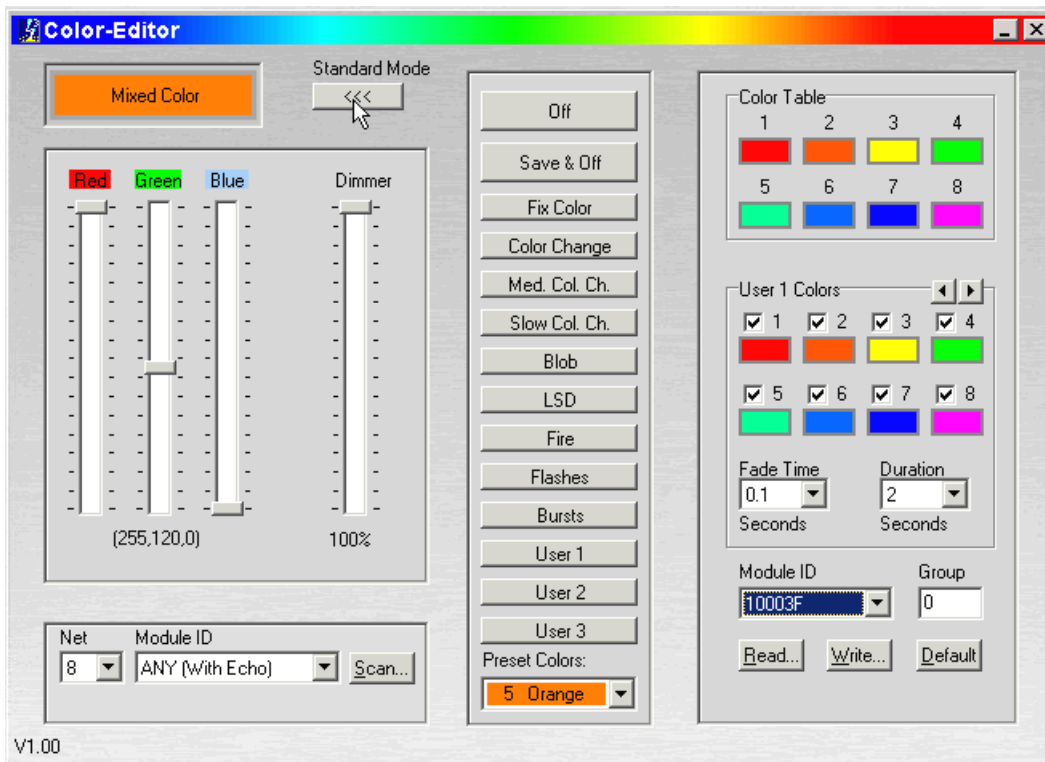 Color-Editor
Standard Mode
Mixed Color
<<<
Red Green Blue Dimmer
(255,120,0) 100%
Net Module ID
8 ANY (With Echo) Scan...
V1.00
Off
Save & Off
Fix Color
Color Change
Med. Col. Ch.
Slow Col. Ch.
Blob
LSD
Fire
Flashes
Bursts
User 1
User 2
User 3
Preset Colors:
5 Orange
Color Table
1 2 3 4
5 6 7 8
User 1 Colors
1 2 3 4
5 6 7 8
Fade Time Duration
0.1 2
Seconds Seconds
Module ID Group
10003F 0
Read... Write... Default